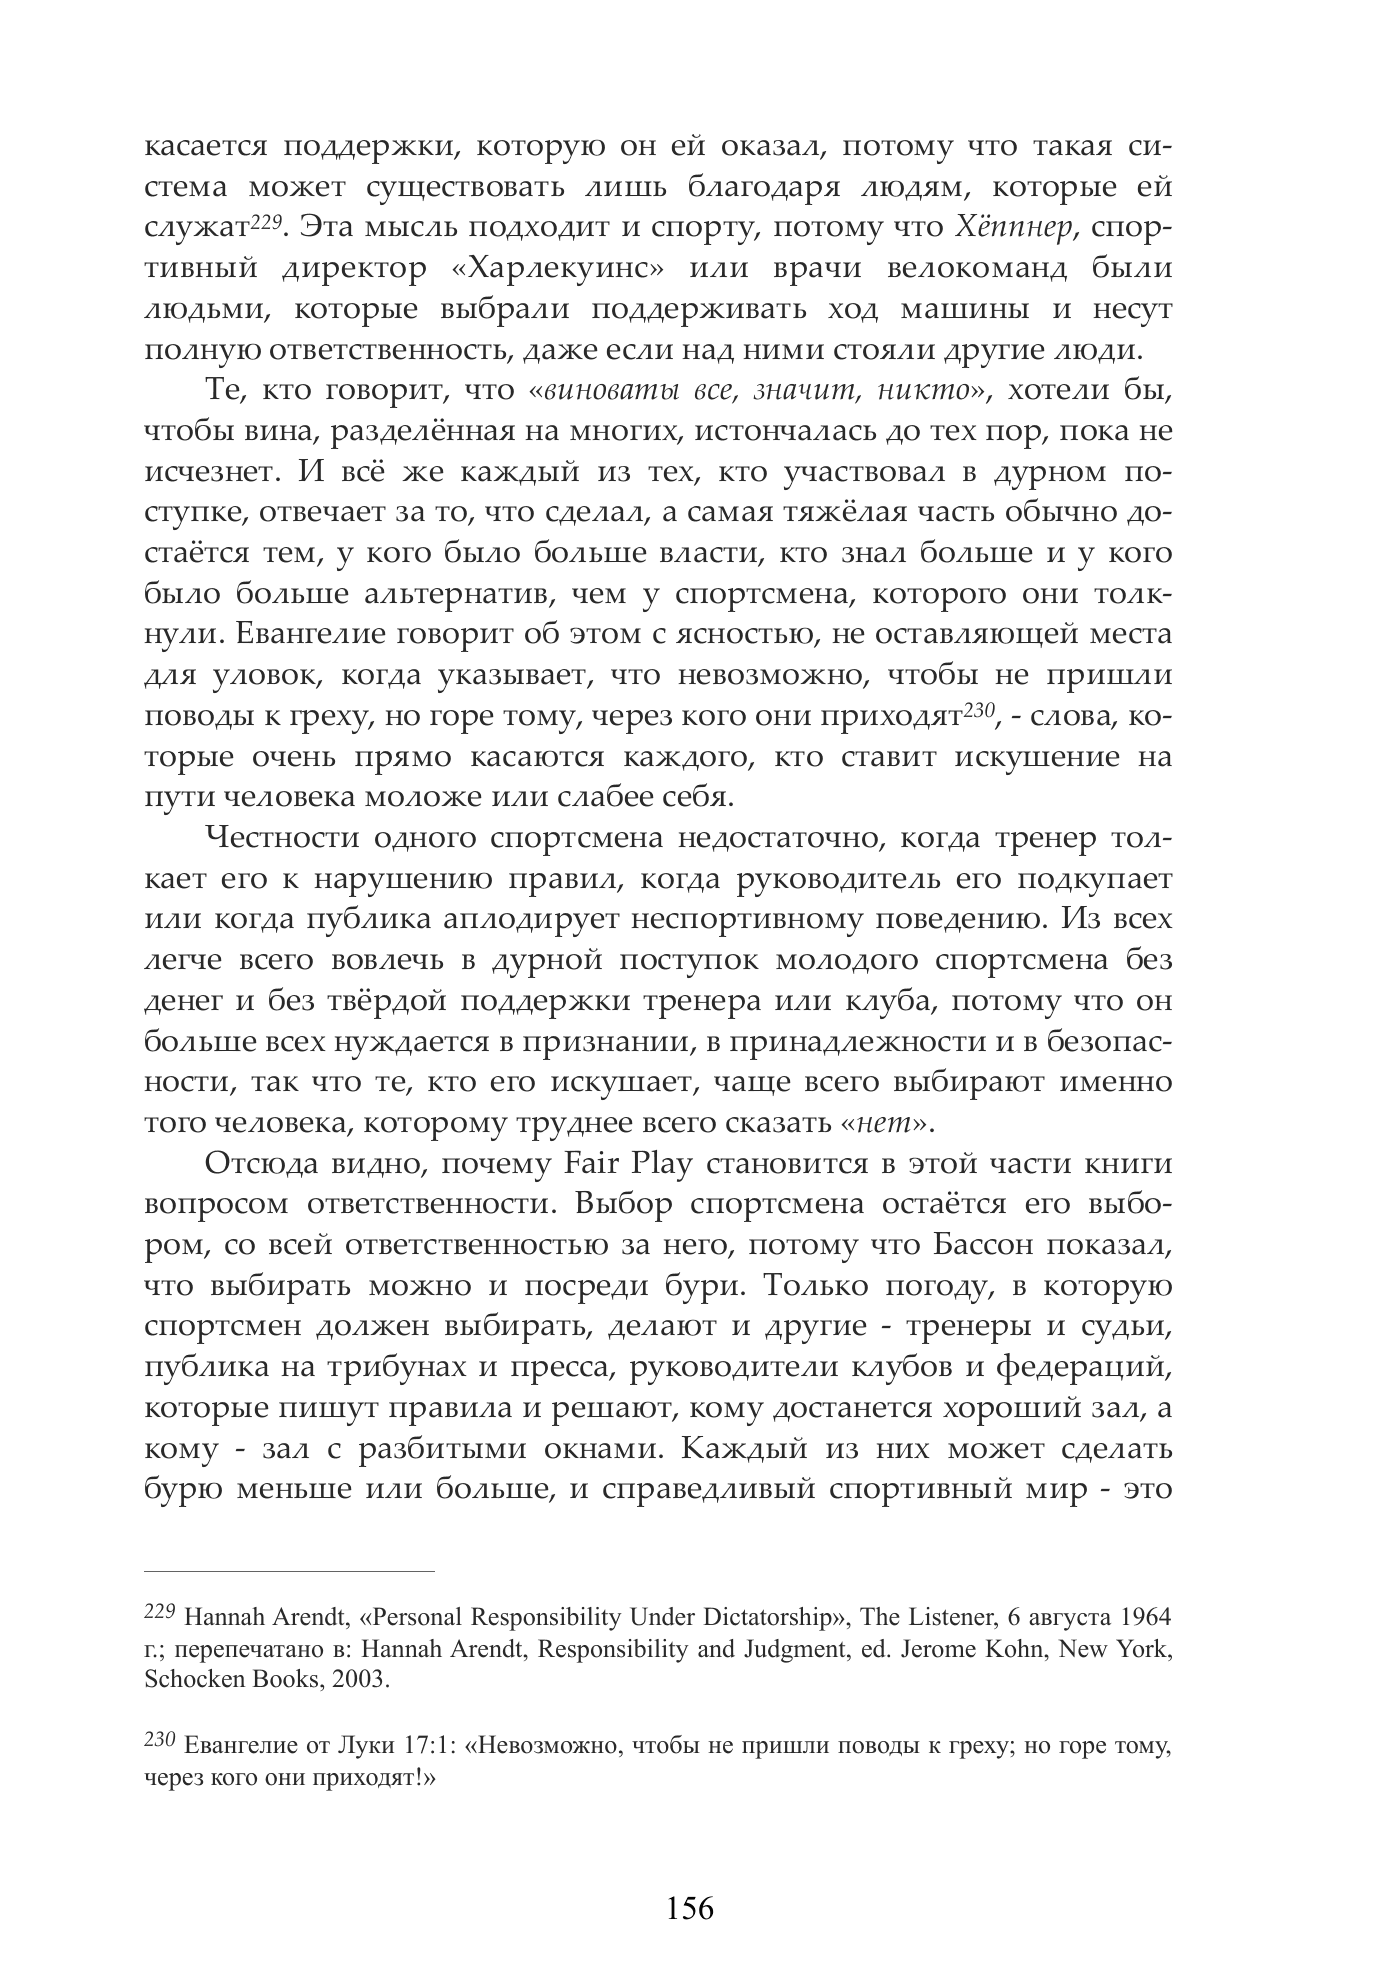 касается поддержки, которую он ей оказал, потому что такая си-
стема может существовать лишь благодаря людям, которые ей
служат229. Эта мысль подходит и спорту, потому что Хёппнер, спор-
тивный директор «Харлекуинс» или врачи велокоманд были
людьми, которые выбрали поддерживать ход машины и несут
полную ответственность, даже если над ними стояли другие люди.
Те, кто говорит, что «виноваты все, значит, никто», хотели бы,
чтобы вина, разделённая на многих, истончалась до тех пор, пока не
исчезнет. И всё же каждый из тех, кто участвовал в дурном по-
ступке, отвечает за то, что сделал, а самая тяжёлая часть обычно до-
стаётся тем, у кого было больше власти, кто знал больше и у кого
было больше альтернатив, чем у спортсмена, которого они толк-
нули. Евангелие говорит об этом с ясностью, не оставляющей места
для уловок, когда указывает, что невозможно, чтобы не пришли
поводы к греху, но горе тому, через кого они приходят230, - слова, ко-
торые очень прямо касаются каждого, кто ставит искушение на
пути человека моложе или слабее себя.
Честности одного спортсмена недостаточно, когда тренер тол-
кает его к нарушению правил, когда руководитель его подкупает
или когда публика аплодирует неспортивному поведению. Из всех
легче всего вовлечь в дурной поступок молодого спортсмена без
денег и без твёрдой поддержки тренера или клуба, потому что он
больше всех нуждается в признании, в принадлежности и в безопас-
ности, так что те, кто его искушает, чаще всего выбирают именно
того человека, которому труднее всего сказать «нет».
Отсюда видно, почему Fair Play становится в этой части книги
вопросом ответственности. Выбор спортсмена остаётся его выбо-
ром, со всей ответственностью за него, потому что Бассон показал,
что выбирать можно и посреди бури. Только погоду, в которую
спортсмен должен выбирать, делают и другие - тренеры и судьи,
публика на трибунах и пресса, руководители клубов и федераций,
которые пишут правила и решают, кому достанется хороший зал, а
кому - зал с разбитыми окнами. Каждый из них может сделать
бурю меньше или больше, и справедливый спортивный мир - это
229 Hannah Arendt, «Personal Responsibility Under Dictatorship», The Listener, 6 августа 1964
г.; перепечатано в: Hannah Arendt, Responsibility and Judgment, ed. Jerome Kohn, New York,
Schocken Books, 2003.
230 Евангелие от Луки 17:1: «Невозможно, чтобы не пришли поводы к греху; но горе тому,
через кого они приходят!»
156